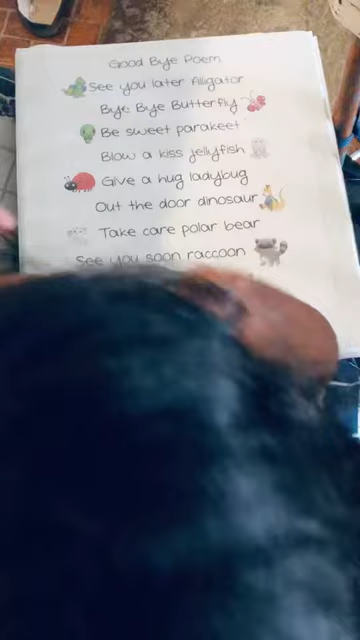 Good Bye Poem
See you later Alligator
Bye Bye Butterfly
Be sweet parakeet
Blow a kiss jellyfish
Give a hug ladybug
Out the door dinosaur
Take care polar bear
See you soon raccoon